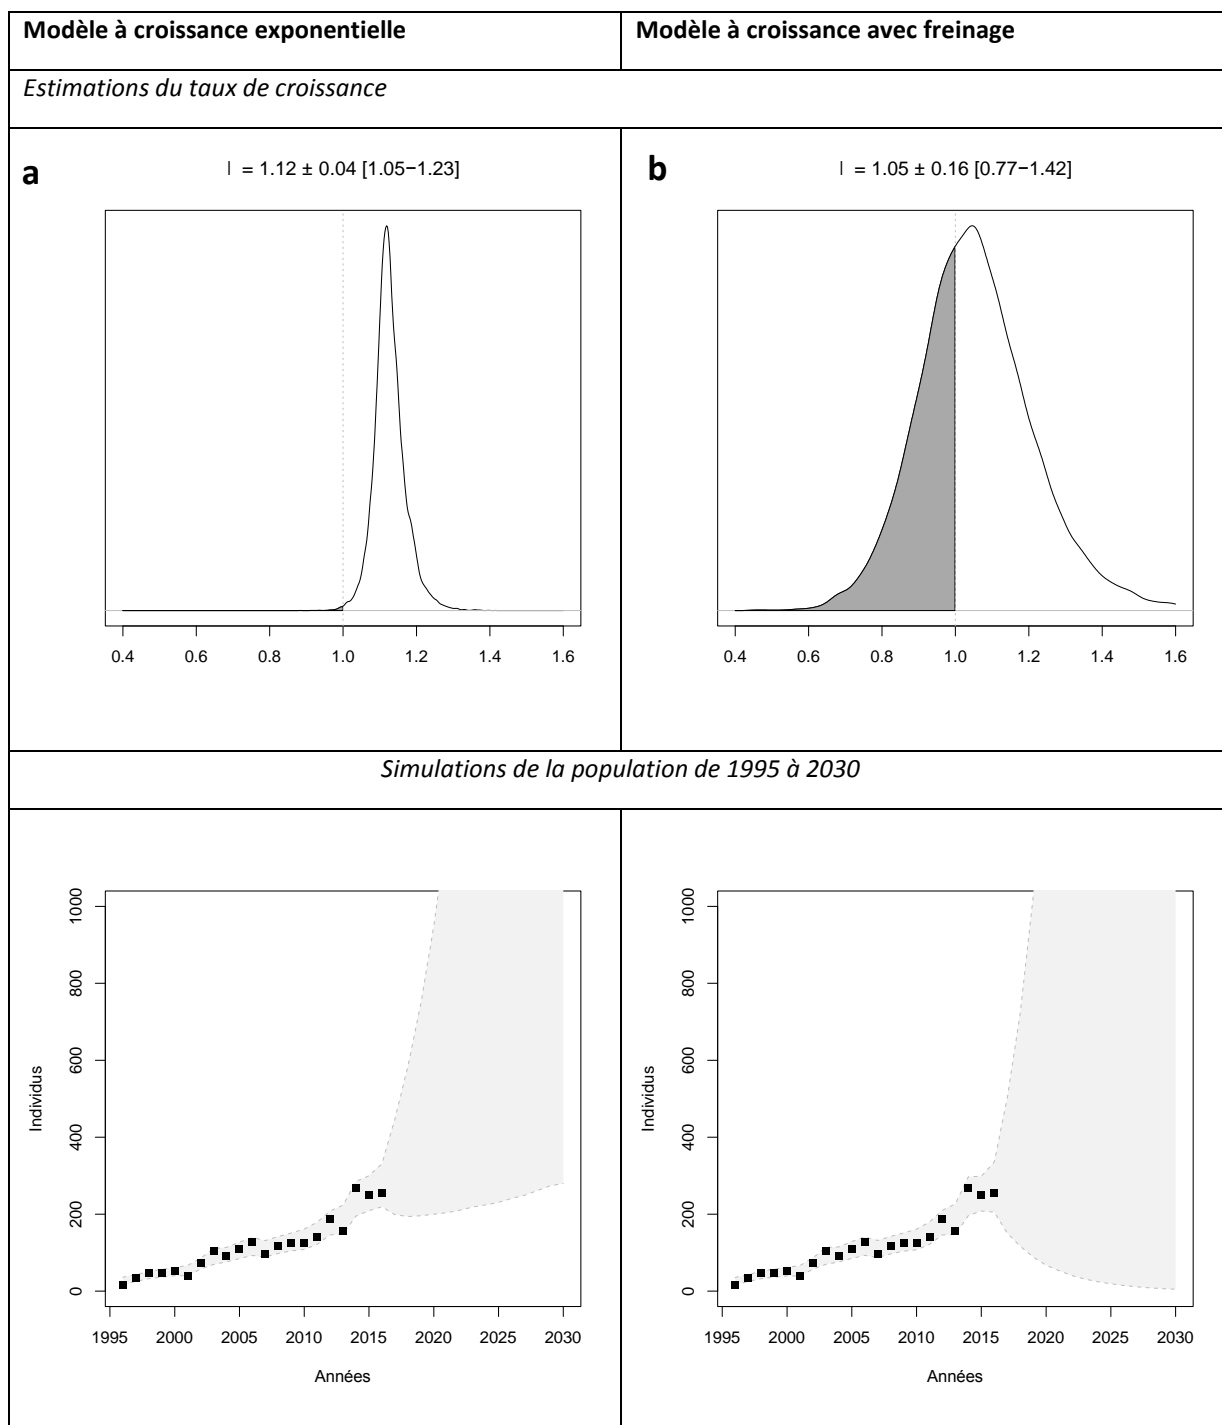 Modèle à croissance exponentielle
Modèle à croissance avec freinage
Estimations du taux de croissance
a
l = 1.12 ± 0.04 [1.05−1.23]
0.4 0.6 0.8 1.0 1.2 1.4 1.6
b
l = 1.05 ± 0.16 [0.77−1.42]
0.4 0.6 0.8 1.0 1.2 1.4 1.6
Simulations de la population de 1995 à 2030
Individus
1000
800
600
400
200
0
1995 2000 2005 2010 2015 2020 2025 2030
Années
Individus
1000
800
600
400
200
0
1995 2000 2005 2010 2015 2020 2025 2030
Années